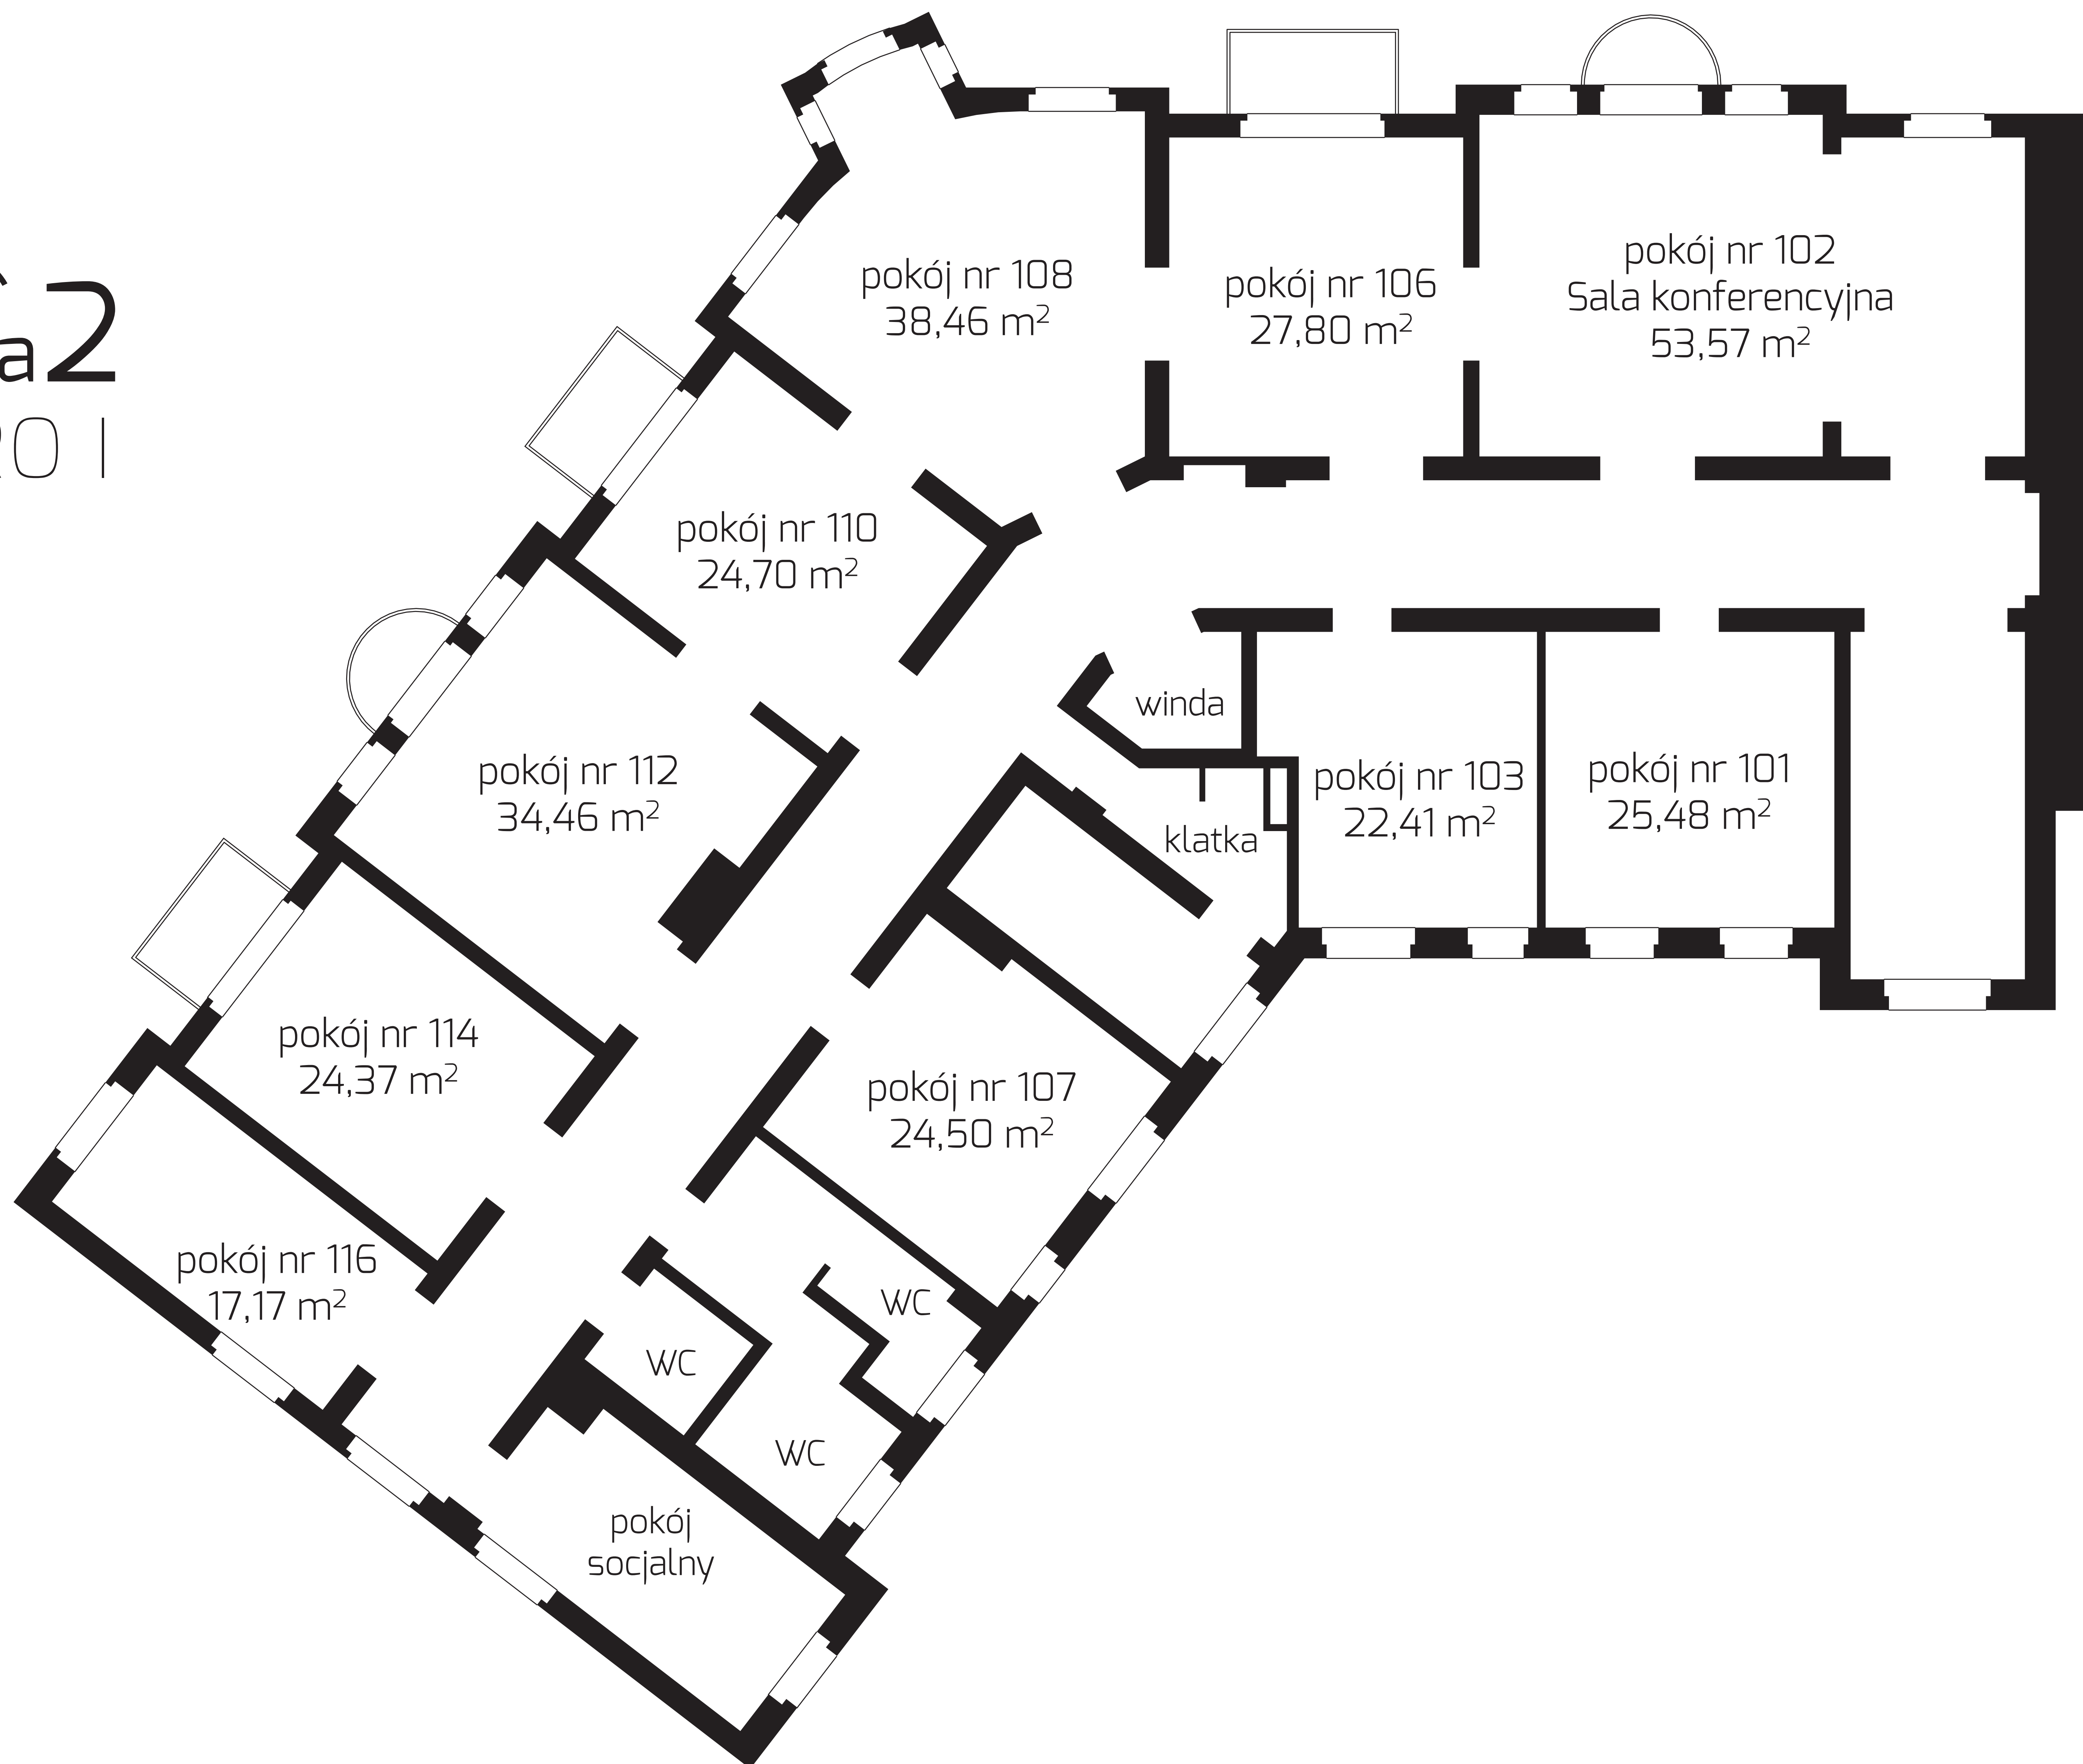 a2
pokój nr 108
38,46 m²
pokój nr 106
27,80 m²
pokój nr 102
Sala konferencyjna
53,57 m²
pokój nr 110
24,70 m²
winda
pokój nr 112
34,46 m²
klatka
pokój nr 103
22,41 m²
pokój nr 101
25,48 m²
pokój nr 114
24,37 m²
pokój nr 107
24,50 m²
pokój nr 116
17,17 m²
WC
WC
WC
pokój
socjalny